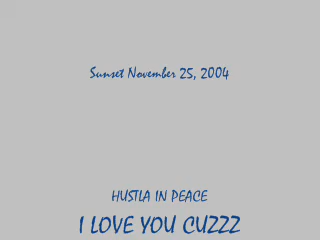 Sunset November 25, 2004
HUSTLA IN PEACE
I LOVE YOU CUZZZ